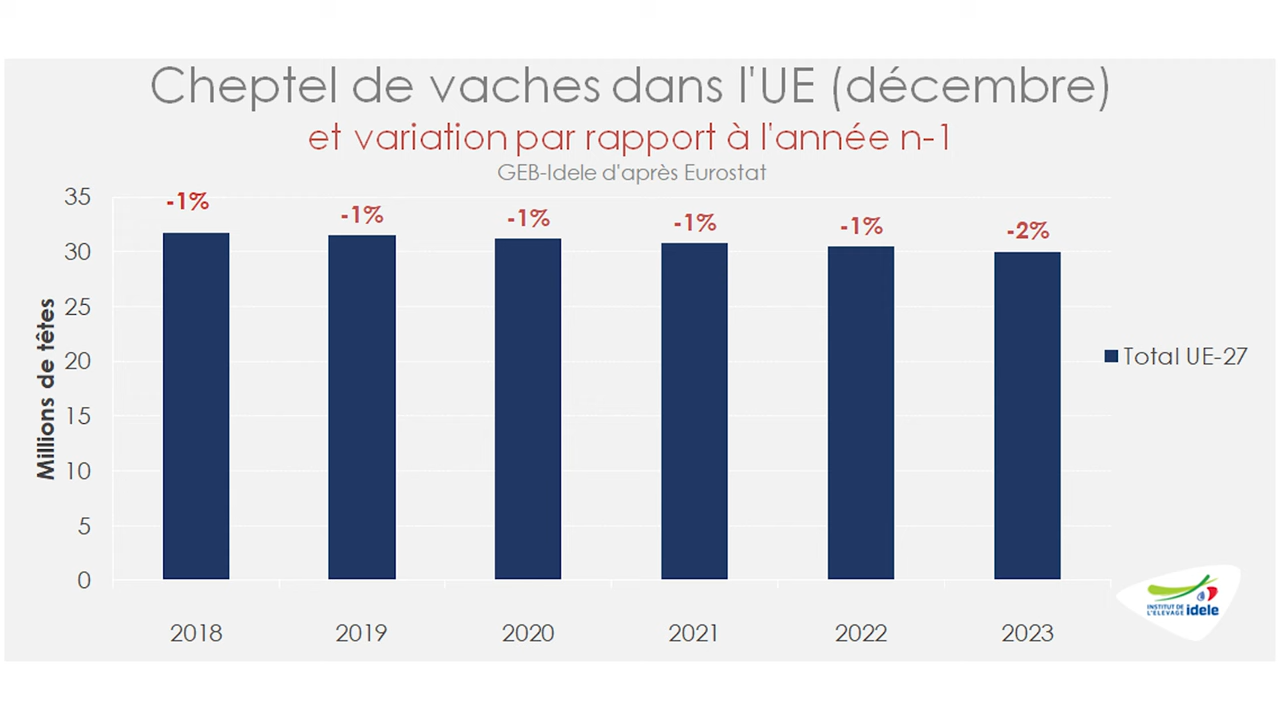 Cheptel de vaches dans l'UE (décembre)
et variation par rapport à l'année n-1
GEB-Idele d'après Eurostat
35
30
25
20
15
10
5
0
Millions de têtes
-1%
-1%
-1%
-1%
-1%
-2%
2018
2019
2020
2021
2022
2023
Total UE-27
INSTITUT DE
L'ELEVAGE idele